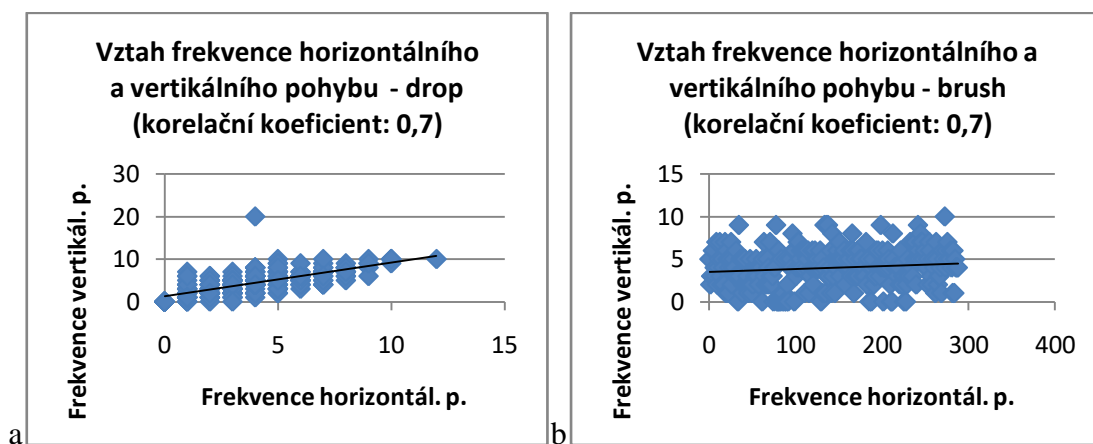 Vztah frekvence horizontálního
a vertikálního pohybu - drop
(korelační koeficient: 0,7)
30
20
10
0
0
5
10
15
Frekvence vertikál. p.
Frekvence horizontál. p.
a
Vztah frekvence horizontálního a
vertikálního pohybu - brush
(korelační koeficient: 0,7)
15
10
5
0
0
100
200
300
400
Frekvence vertikál. p.
Frekvence horizontál. p.
b